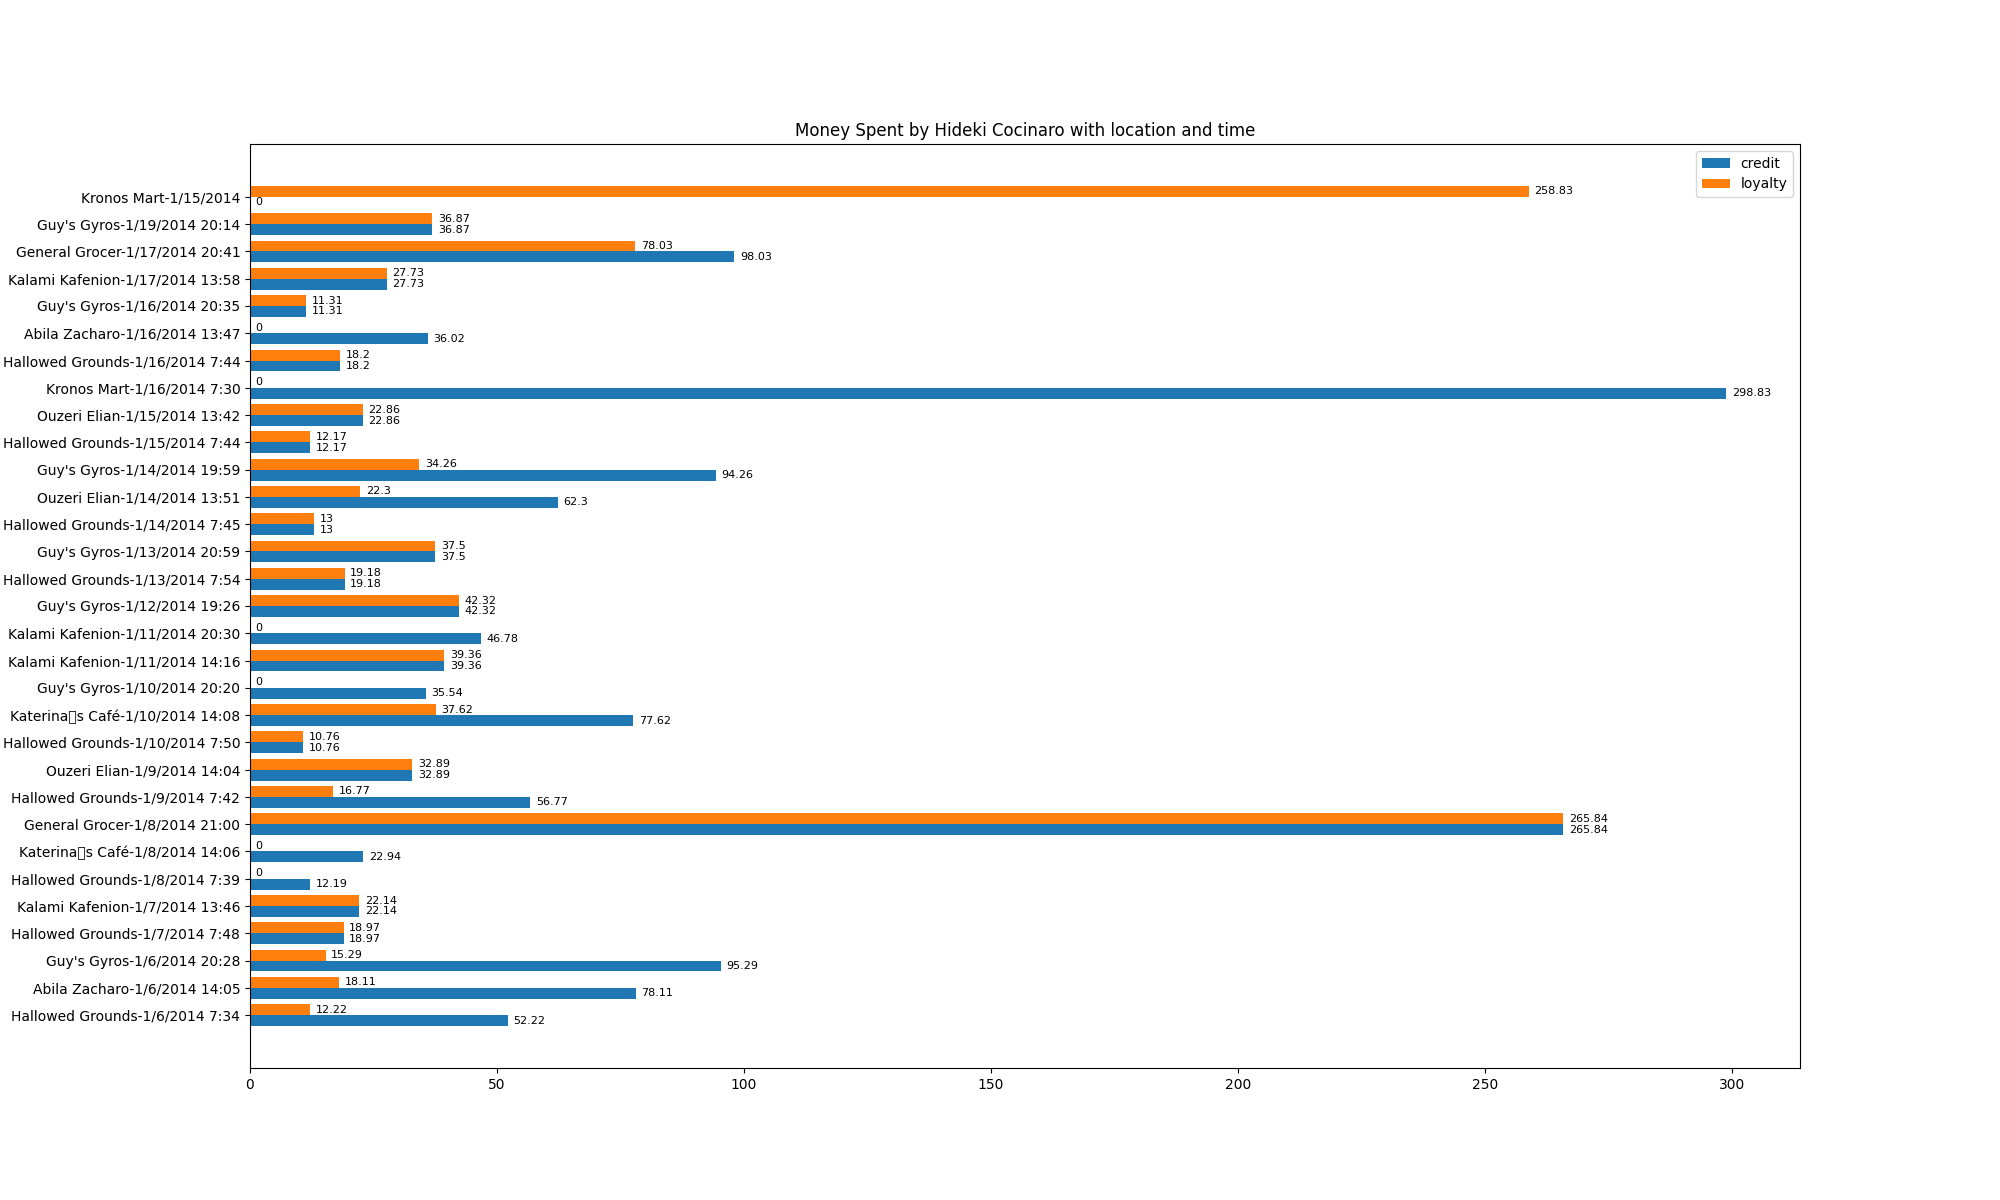 Money Spent by Hideki Cocinaro with location and time
credit
loyalty
Kronos Mart-1/15/2014 258.83
0
Guy's Gyros-1/19/2014 20:14 36.87
36.87
General Grocer-1/17/2014 20:41 78.03
98.03
Kalami Kafenion-1/17/2014 13:58 27.73
27.73
Guy's Gyros-1/16/2014 20:35 11.31
11.31
Abila Zacharo-1/16/2014 13:47 0
36.02
Hallowed Grounds-1/16/2014 7:44 18.2
18.2
Kronos Mart-1/16/2014 7:30 0
298.83
Ouzeri Elian-1/15/2014 13:42 22.86
22.86
Hallowed Grounds-1/15/2014 7:44 12.17
12.17
Guy's Gyros-1/14/2014 19:59 34.26
94.26
Ouzeri Elian-1/14/2014 13:51 22.3
62.3
Hallowed Grounds-1/14/2014 7:45 13
13
Guy's Gyros-1/13/2014 20:59 37.5
37.5
Hallowed Grounds-1/13/2014 7:54 19.18
19.18
Guy's Gyros-1/12/2014 19:26 42.32
42.32
Kalami Kafenion-1/11/2014 20:30 0
46.78
Kalami Kafenion-1/11/2014 14:16 39.36
39.36
Guy's Gyros-1/10/2014 20:20 0
35.54
Katerina▯s Café-1/10/2014 14:08 37.62
77.62
Hallowed Grounds-1/10/2014 7:50 10.76
10.76
Ouzeri Elian-1/9/2014 14:04 32.89
32.89
Hallowed Grounds-1/9/2014 7:42 16.77
56.77
General Grocer-1/8/2014 21:00 265.84
265.84
Katerina▯s Café-1/8/2014 14:06 0
22.94
Hallowed Grounds-1/8/2014 7:39 0
12.19
Kalami Kafenion-1/7/2014 13:46 22.14
22.14
Hallowed Grounds-1/7/2014 7:48 18.97
18.97
Guy's Gyros-1/6/2014 20:28 15.29
95.29
Abila Zacharo-1/6/2014 14:05 18.11
78.11
Hallowed Grounds-1/6/2014 7:34 12.22
52.22
0 50 100 150 200 250 300